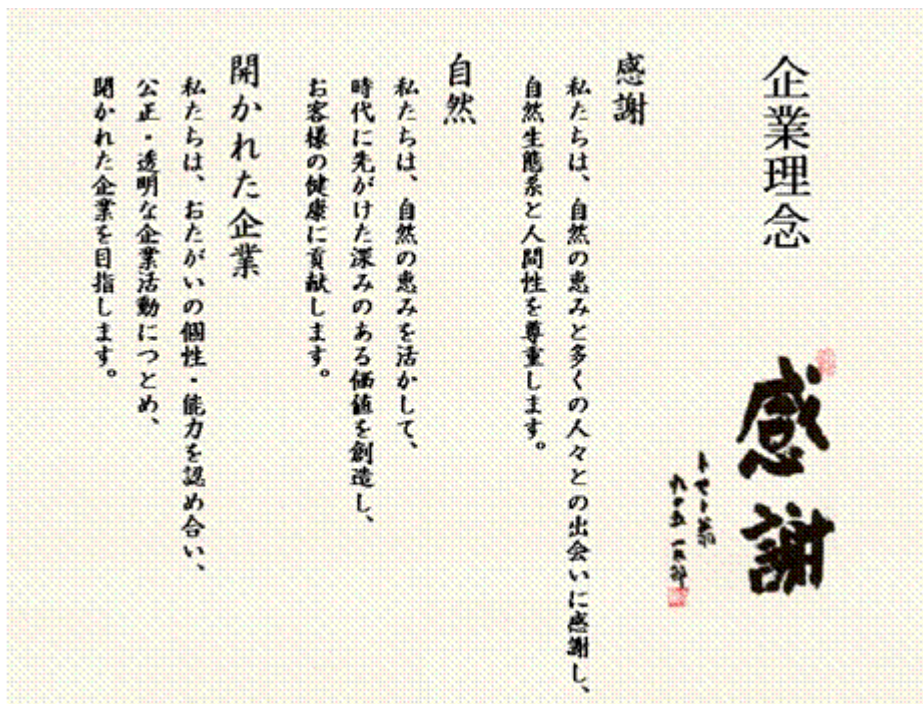 企業理念
感謝
感謝
私たちは、自然の恵みと多くの人々との出会いに感謝し、
自然生態系と人間性を尊重します。
自然
私たちは、自然の恵みを活かして、
時代に先がけた深みのある価値を創造し、
お客様の健康に貢献します。
開かれた企業
私たちは、おたがいの個性・能力を認め合い、
公正・透明な企業活動につとめ、
開かれた企業を目指します。